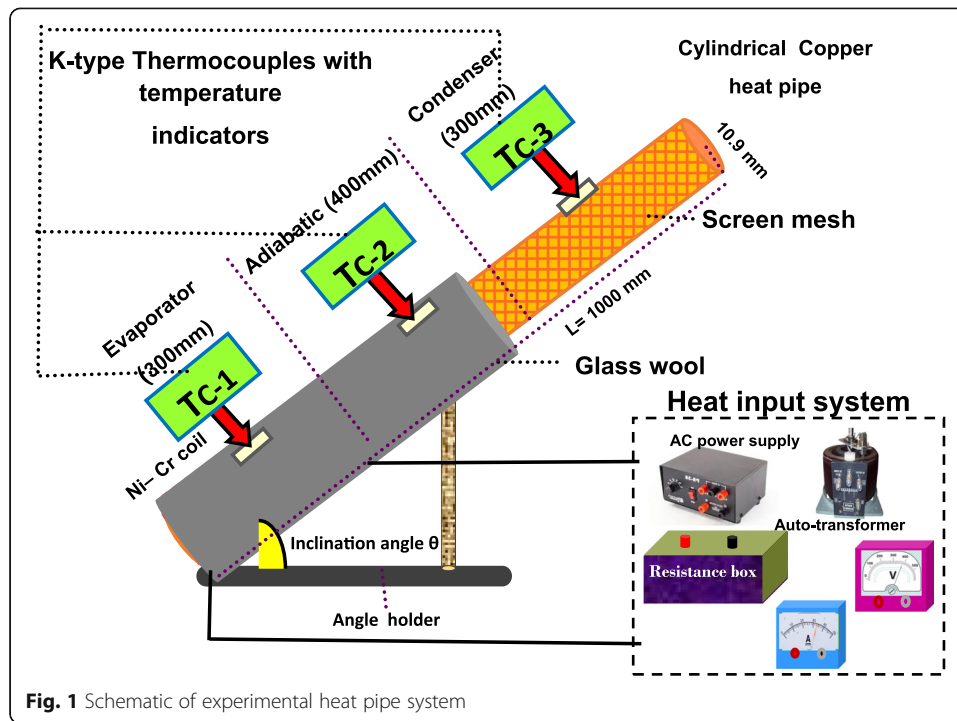 K-type Thermocouples with
temperature
indicators
Condenser
(300mm)
Cylindrical Copper
heat pipe
TC-3
10.9 mm
Adiabatic (400mm)
TC-2
Screen mesh
L= 1000 mm
Evaporator
(300mm)
TC-1
Glass wool
Ni– Cr coil
Heat input system
AC power supply
Auto-transformer
Inclination angle θ
Resistance box
V
A
Angle holder
Fig. 1 Schematic of experimental heat pipe system